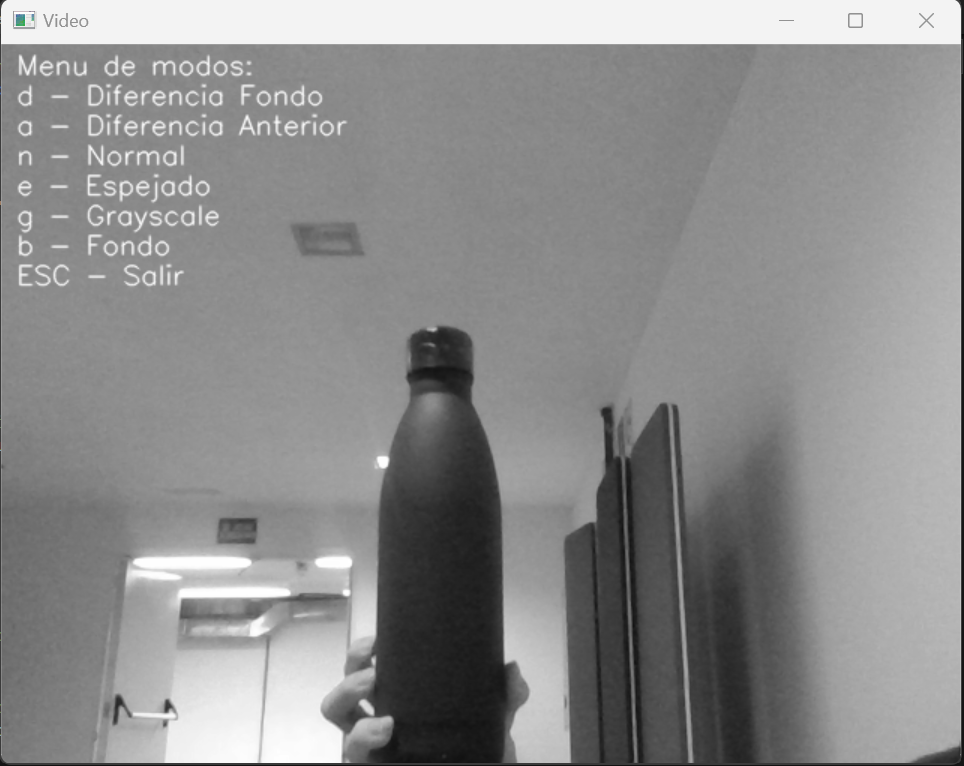 Video
Menu de modos:
d - Diferencia Fondo
a - Diferencia Anterior
n - Normal
e - Espejado
g - Grayscale
b - Fondo
ESC - Salir